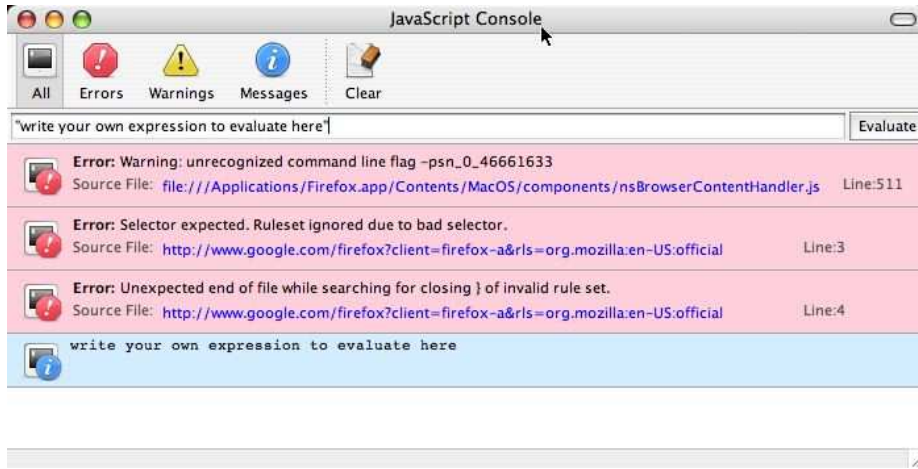 JavaScript Console
All Errors Warnings Messages Clear
"write your own expression to evaluate here" Evaluate
Error: Warning: unrecognized command line flag -psn_0_46661633
Source File: file:///Applications/Firefox.app/Contents/MacOS/components/nsBrowserContentHandler.js Line:511
Error: Selector expected. Ruleset ignored due to bad selector.
Source File: http://www.google.com/firefox?client=firefox-a&rls=org.mozilla:en-US:official Line:3
Error: Unexpected end of file while searching for closing } of invalid rule set.
Source File: http://www.google.com/firefox?client=firefox-a&rls=org.mozilla:en-US:official Line:4
write your own expression to evaluate here